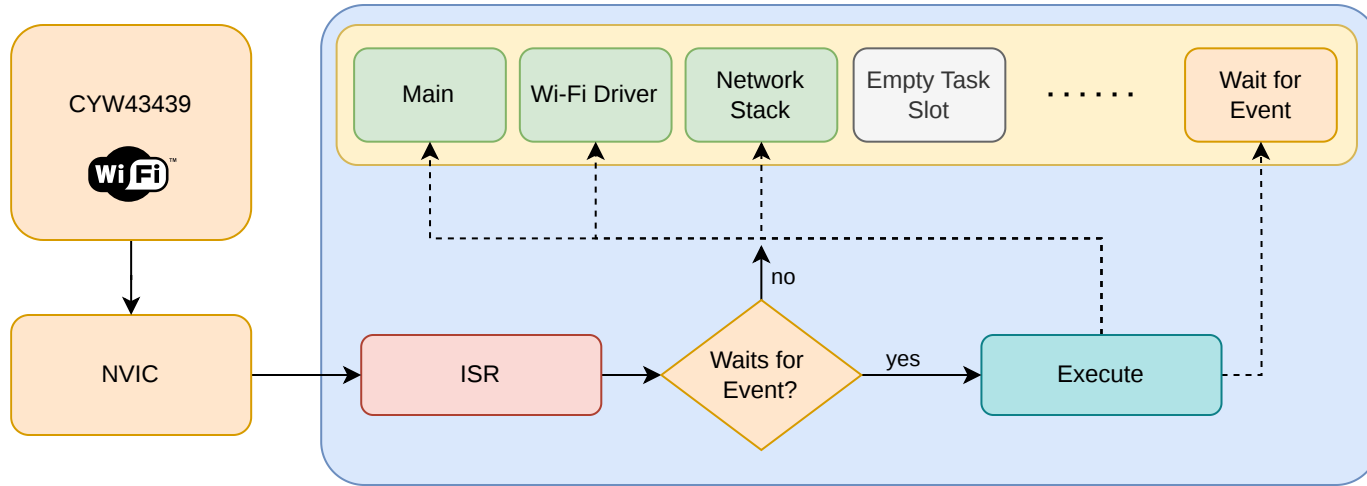 Main
Wi-Fi Driver
Network
Stack
Empty Task
Slot
......
Wait for
Event
CYW43439
Wi Fi ™
no
NVIC
ISR
Waits for
Event?
yes
Execute